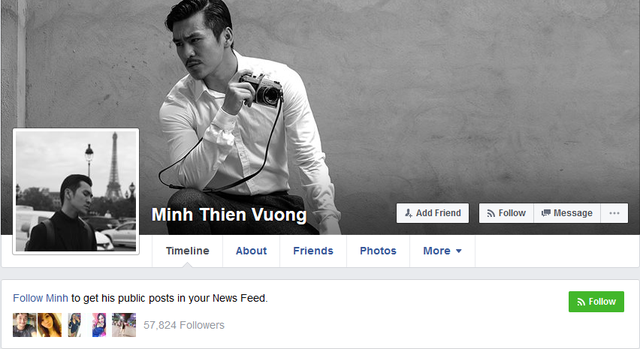 Minh Thien Vuong
Add Friend
Follow
Message
Timeline
About
Friends
Photos
More
Follow Minh to get his public posts in your News Feed.
Follow
57,824 Followers